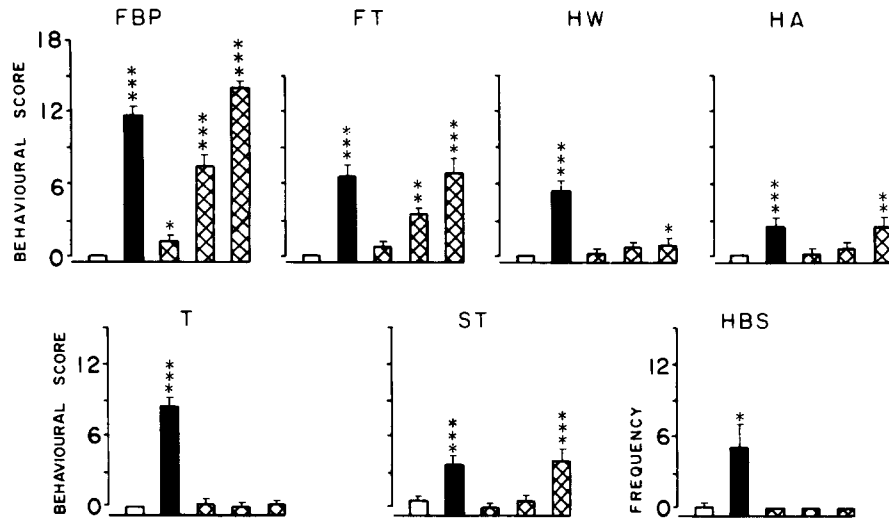 FBP FT HW HA
BEHAVIOURAL SCORE
18
12
6
0
*** * *** ***
*** ** ***
*** *
*** **
T ST HBS
BEHAVIOURAL SCORE
12
6
0
***
*** ***
FREQUENCY
12
6
0
*